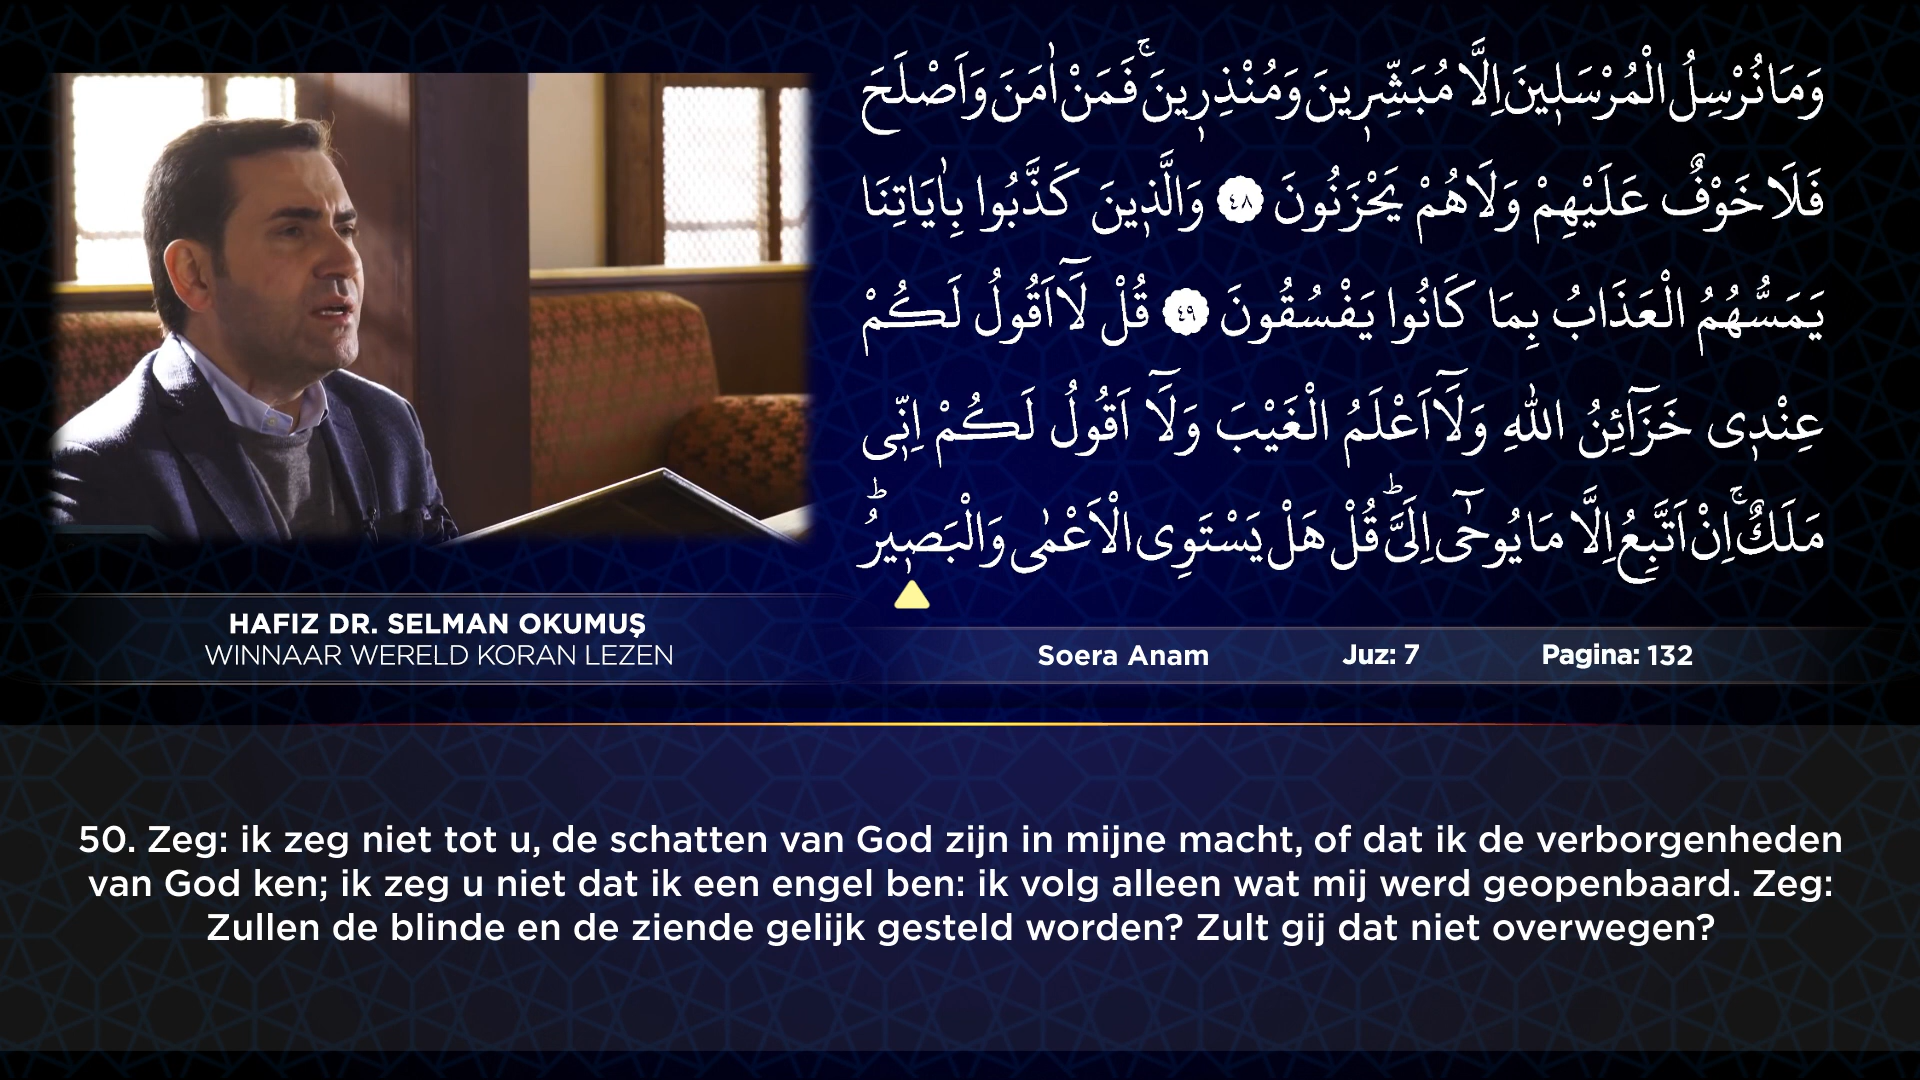 وَمَا نُرْسِلُ الْمُرْسَلٖينَ اِلَّا مُبَشِّرٖينَ وَمُنْذِرٖينَۚ فَمَنْ اٰمَنَ وَاَصْلَحَ
فَلَا خَوْفٌ عَلَيْهِمْ وَلَا هُمْ يَحْزَنُونَ ٤٨ وَالَّذٖينَ كَذَّبُوا بِاٰيَاتِنَا
يَمَسُّهُمُ الْعَذَابُ بِمَا كَانُوا يَفْسُقُونَ ٤٩ قُلْ لَٓا اَقُولُ لَكُمْ
عِنْدٖى خَزَٓائِنُ اللّٰهِ وَلَٓا اَعْلَمُ الْغَيْبَ وَلَٓا اَقُولُ لَكُمْ اِنّٖى
مَلَكٌۚ اِنْ اَتَّبِعُ اِلَّا مَا يُوحٰٓى اِلَىَّؕ قُلْ هَلْ يَسْتَوِى الْاَعْمٰى وَالْبَصٖيرُؕ
HAFIZ DR. SELMAN OKUMUŞ
WINNAAR WERELD KORAN LEZEN
Soera Anam Juz: 7 Pagina: 132
50. Zeg: ik zeg niet tot u, de schatten van God zijn in mijne macht, of dat ik de verborgenheden
van God ken; ik zeg u niet dat ik een engel ben: ik volg alleen wat mij werd geopenbaard. Zeg:
Zullen de blinde en de ziende gelijk gesteld worden? Zult gij dat niet overwegen?